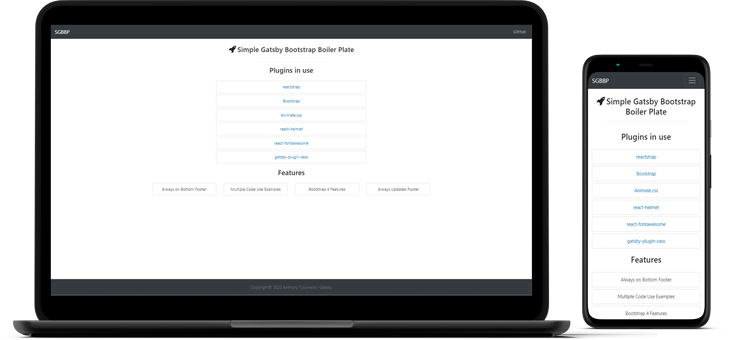 SGBBP
GitHub
Simple Gatsby Bootstrap Boiler Plate
Plugins in use
reactstrap
Bootstrap
Animate.css
react-helmet
react-fontawesome
gatsby-plugin-sass
Features
Always on Bottom Footer
Multiple Code Use Examples
Bootstrap 4 Features
Always Updated Footer
Copyright © 2020
SGBBP
Simple Gatsby Bootstrap
Boiler Plate
Plugins in use
reactstrap
Bootstrap
Animate.css
react-helmet
react-fontawesome
gatsby-plugin-sass
Features
Always on Bottom Footer
Multiple Code Use Examples
Bootstrap 4 Features